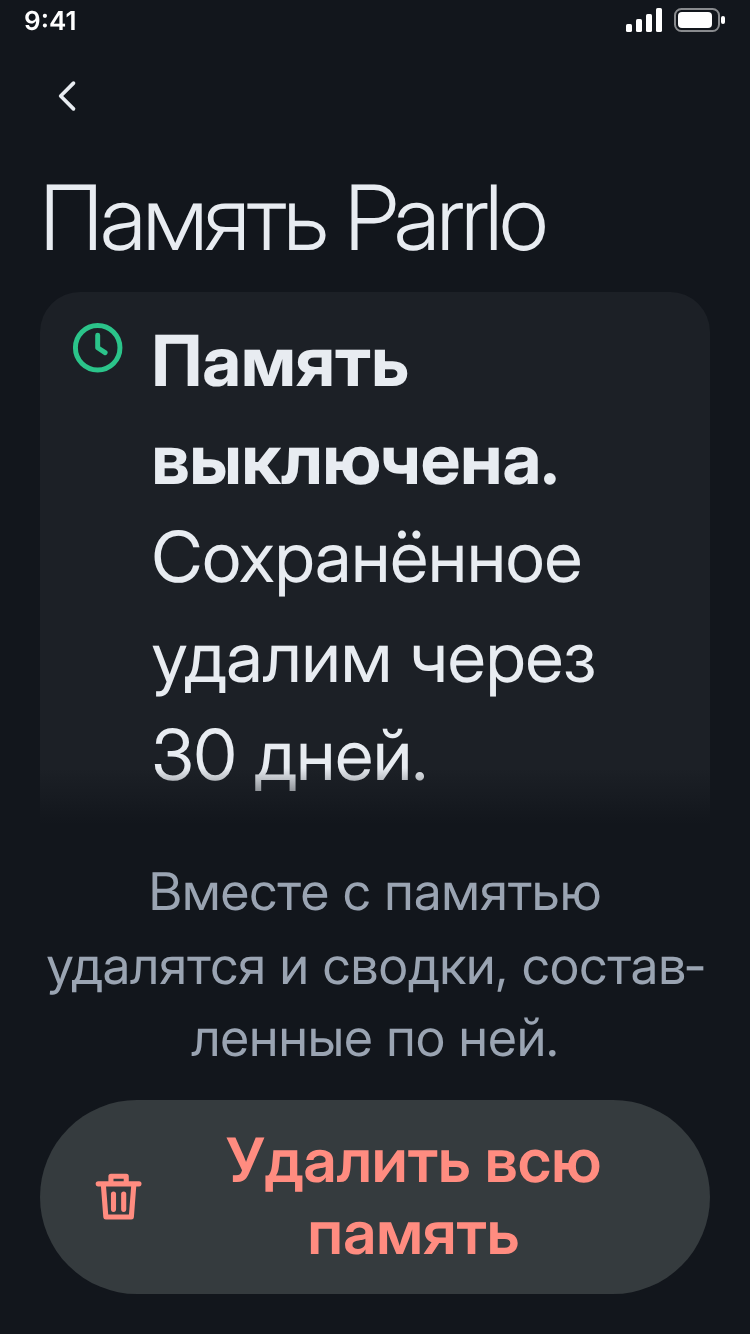 9:41
Память Parrlo
Память
выключена.
Сохранённое
удалим через
30 дней.
Вместе с памятью
удалятся и сводки, состав-
ленные по ней.
Удалить всю
память